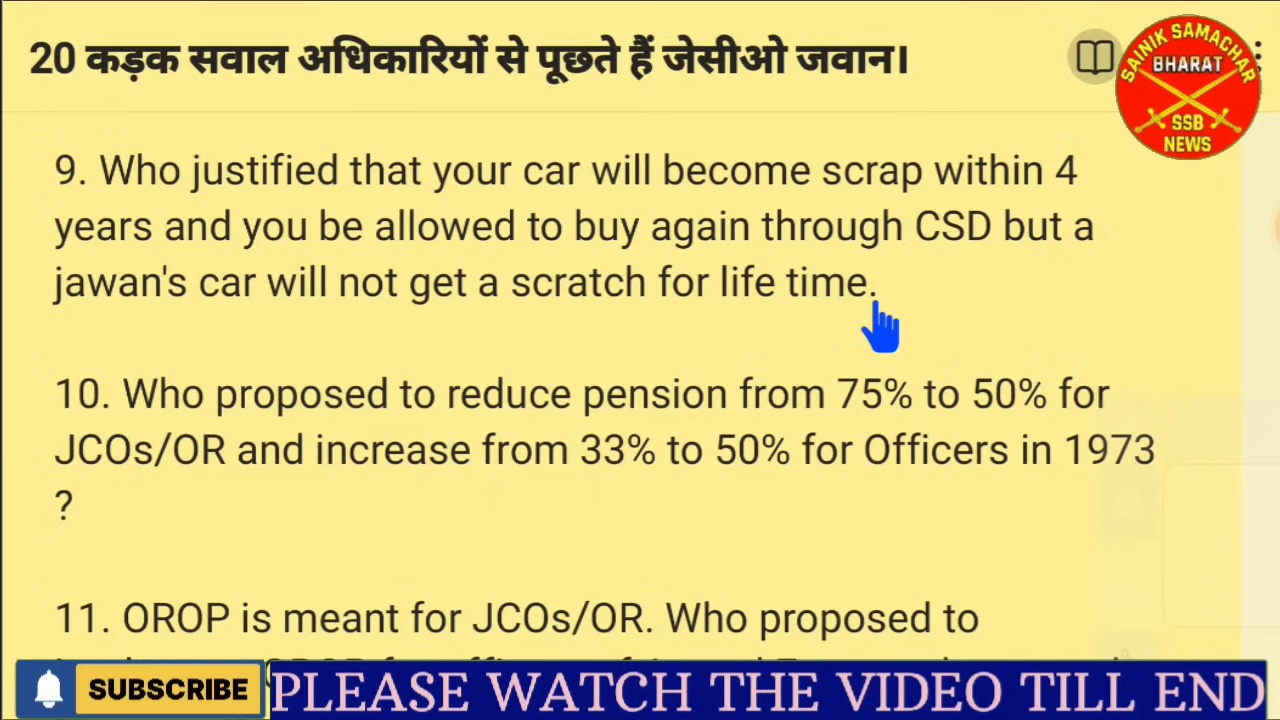 20 कड़क सवाल अधिकारियों से पूछते हैं जेसीओ जवान।
SAINIK SAMACHAR
BHARAT
SSB
NEWS
9. Who justified that your car will become scrap within 4
years and you be allowed to buy again through CSD but a
jawan's car will not get a scratch for life time.
10. Who proposed to reduce pension from 75% to 50% for
JCOs/OR and increase from 33% to 50% for Officers in 1973
?
11. OROP is meant for JCOs/OR. Who proposed to
SUBSCRIBE
PLEASE WATCH THE VIDEO TILL END